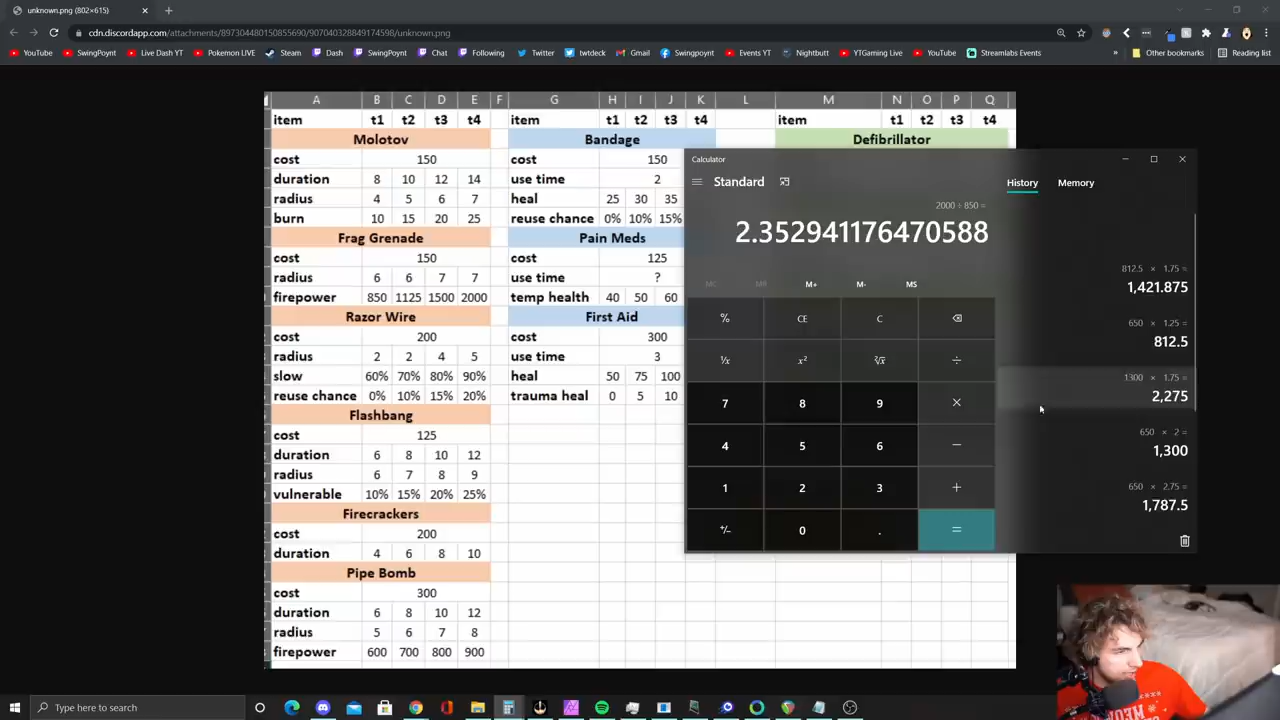 unknown.png (802×615)
cdn.discordapp.com/attachments/897304480150855690/907040328849174598/unknown.png
YouTube SwingPoynt Live Dash YT Pokemon LIVE Steam Dash SwingPoynt Chat Following Twitter twtdeck Gmail Swingpoynt Events YT Nightbutt YTGaming Live YouTube Streamlabs Events » Other bookmarks Reading list
A B C D E F G H I J K L M N O P Q
item t1 t2 t3 t4 item t1 t2 t3 t4 item t1 t2 t3 t4
Molotov Bandage Defibrillator
cost 150 cost 150
duration 8 10 12 14 use time 2
radius 4 5 6 7 heal 25 30 35
burn 10 15 20 25 reuse chance 0% 10% 15%
Frag Grenade Pain Meds
cost 150 cost 125
radius 6 6 7 7 use time ?
firepower 850 1125 1500 2000 temp health 40 50 60
Razor Wire First Aid
cost 200 cost 300
radius 2 2 4 5 use time 3
slow 60% 70% 80% 90% heal 50 75 100
reuse chance 0% 10% 15% 20% trauma heal 0 5 10
Flashbang
cost 125
duration 6 8 10 12
radius 6 7 8 9
vulnerable 10% 15% 20% 25%
Firecrackers
cost 200
duration 4 6 8 10
Pipe Bomb
cost 300
duration 6 8 10 12
radius 5 6 7 8
firepower 600 700 800 900
Calculator
Standard
History Memory
2000 ÷ 850 =
2.352941176470588
MC MR M+ M- MS
% CE C
¹/x x² ²√x ÷
7 8 9 ×
4 5 6 −
1 2 3 +
+/− 0 . =
812.5 × 1.75 =
1,421.875
650 × 1.25 =
812.5
1300 × 1.75 =
2,275
650 × 2 =
1,300
650 × 2.75 =
1,787.5
Type here to search